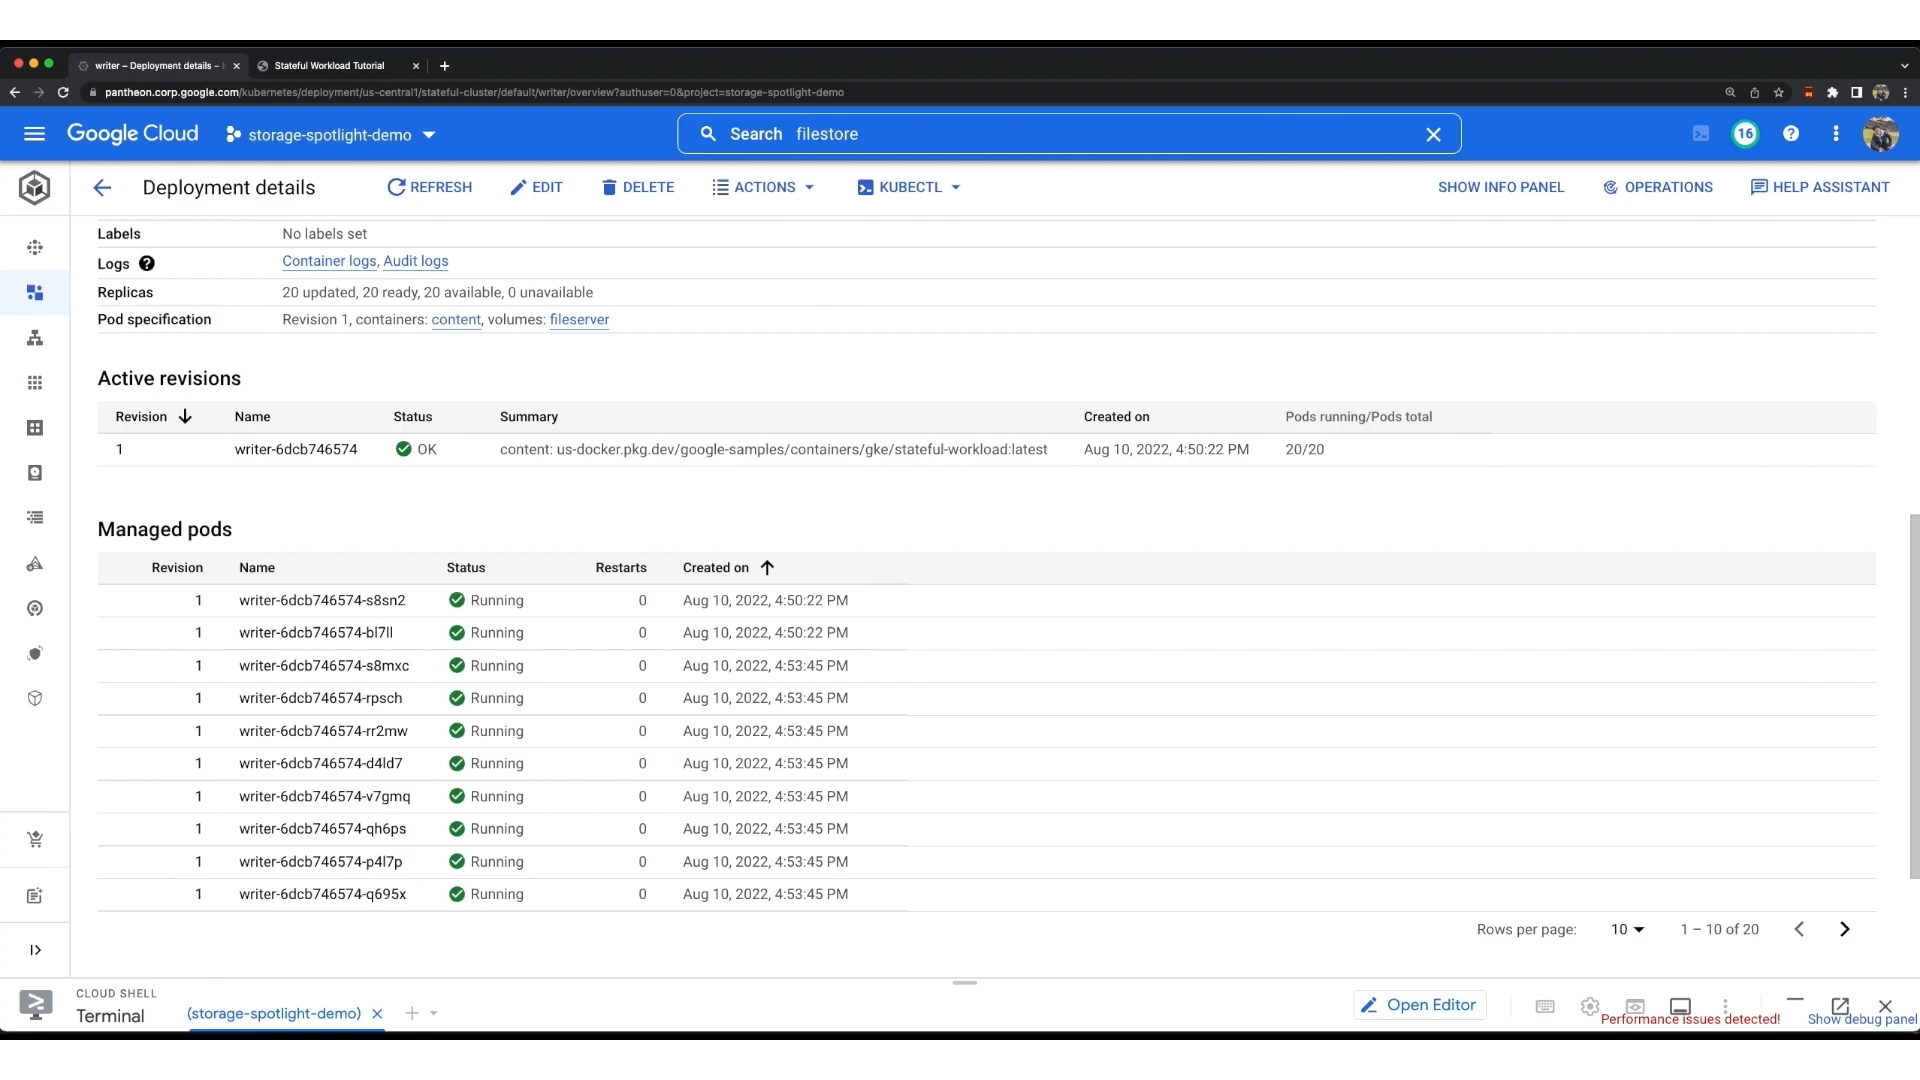 writer – Deployment details –
Stateful Workload Tutorial
pantheon.corp.google.com/kubernetes/deployment/us-central1/stateful-cluster/default/writer/overview?authuser=0&project=storage-spotlight-demo
Google Cloud storage-spotlight-demo Search filestore 16
Deployment details REFRESH EDIT DELETE ACTIONS KUBECTL SHOW INFO PANEL OPERATIONS HELP ASSISTANT
Labels No labels set
Logs Container logs, Audit logs
Replicas 20 updated, 20 ready, 20 available, 0 unavailable
Pod specification Revision 1, containers: content, volumes: fileserver
Active revisions
Revision Name Status Summary Created on Pods running/Pods total
1 writer-6dcb746574 OK content: us-docker.pkg.dev/google-samples/containers/gke/stateful-workload:latest Aug 10, 2022, 4:50:22 PM 20/20
Managed pods
Revision Name Status Restarts Created on
1 writer-6dcb746574-s8sn2 Running 0 Aug 10, 2022, 4:50:22 PM
1 writer-6dcb746574-bl7ll Running 0 Aug 10, 2022, 4:50:22 PM
1 writer-6dcb746574-s8mxc Running 0 Aug 10, 2022, 4:53:45 PM
1 writer-6dcb746574-rpsch Running 0 Aug 10, 2022, 4:53:45 PM
1 writer-6dcb746574-rr2mw Running 0 Aug 10, 2022, 4:53:45 PM
1 writer-6dcb746574-d4ld7 Running 0 Aug 10, 2022, 4:53:45 PM
1 writer-6dcb746574-v7gmq Running 0 Aug 10, 2022, 4:53:45 PM
1 writer-6dcb746574-qh6ps Running 0 Aug 10, 2022, 4:53:45 PM
1 writer-6dcb746574-p4l7p Running 0 Aug 10, 2022, 4:53:45 PM
1 writer-6dcb746574-q695x Running 0 Aug 10, 2022, 4:53:45 PM
Rows per page: 10 1 – 10 of 20
CLOUD SHELL
Terminal (storage-spotlight-demo) Open Editor
Performance issues detected! Show debug panel